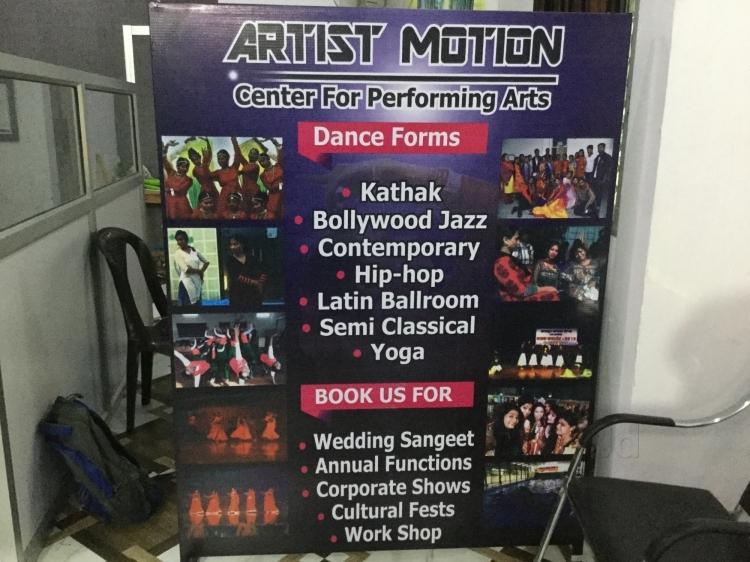 ARTIST MOTION
Center For Performing Arts
Dance Forms
• Kathak
• Bollywood Jazz
• Contemporary
• Hip-hop
• Latin Ballroom
• Semi Classical
• Yoga
BOOK US FOR
• Wedding Sangeet
• Annual Functions
• Corporate Shows
• Cultural Fests
• Work Shop